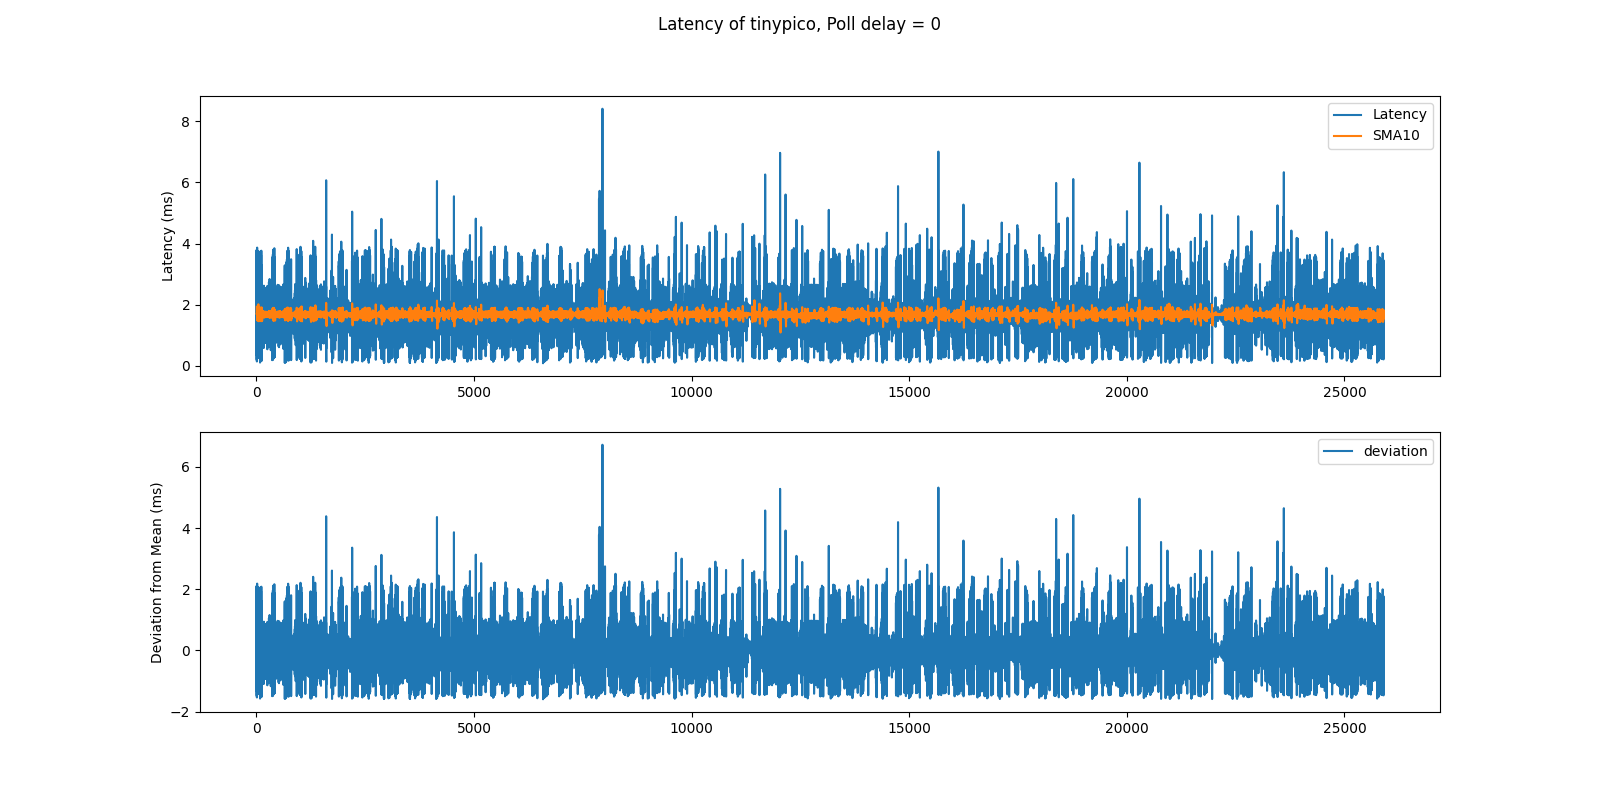 Latency of tinypico, Poll delay = 0
Latency (ms)
8
6
4
2
0
Latency
SMA10
0 5000 10000 15000 20000 25000
Deviation from Mean (ms)
6
4
2
0
−2
deviation
0 5000 10000 15000 20000 25000